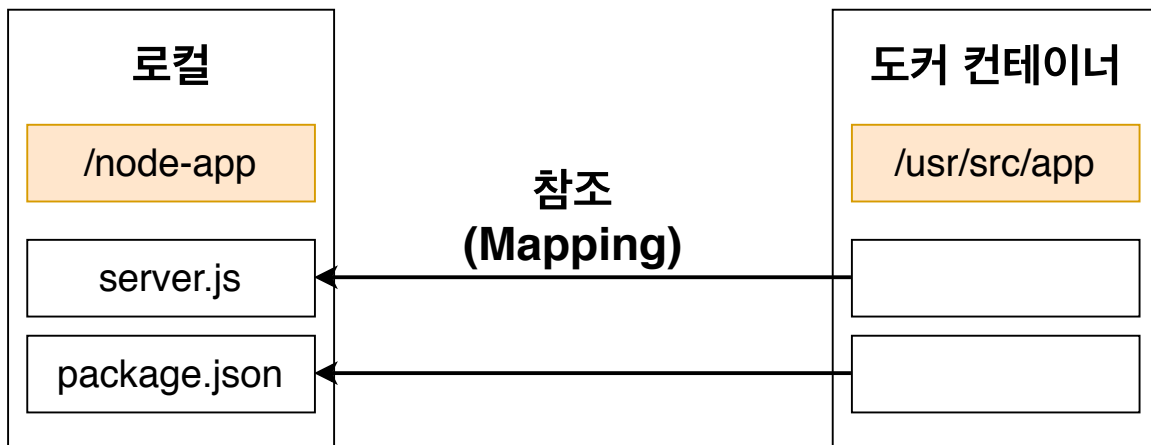 로컬
/node-app
server.js
package.json
참조
(Mapping)
도커 컨테이너
/usr/src/app